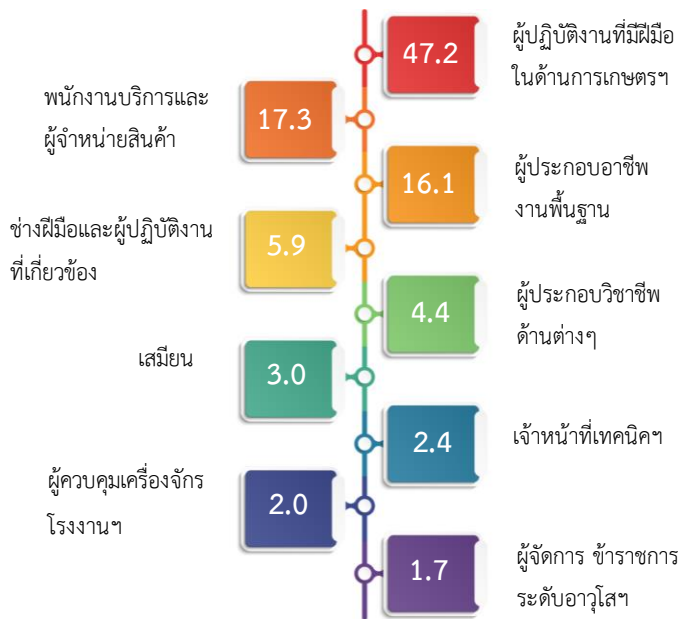 47.2
ผู้ปฏิบัติงานที่มีฝีมือ
ในด้านการเกษตรฯ
พนักงานบริการและ
ผู้จำหน่ายสินค้า
17.3
16.1
ผู้ประกอบอาชีพ
งานพื้นฐาน
ช่างฝีมือและผู้ปฏิบัติงาน
ที่เกี่ยวข้อง
5.9
4.4
ผู้ประกอบวิชาชีพ
ด้านต่างๆ
เสมียน
3.0
2.4
เจ้าหน้าที่เทคนิคฯ
ผู้ควบคุมเครื่องจักร
โรงงานฯ
2.0
1.7
ผู้จัดการ ข้าราชการ
ระดับอาวุโสฯ